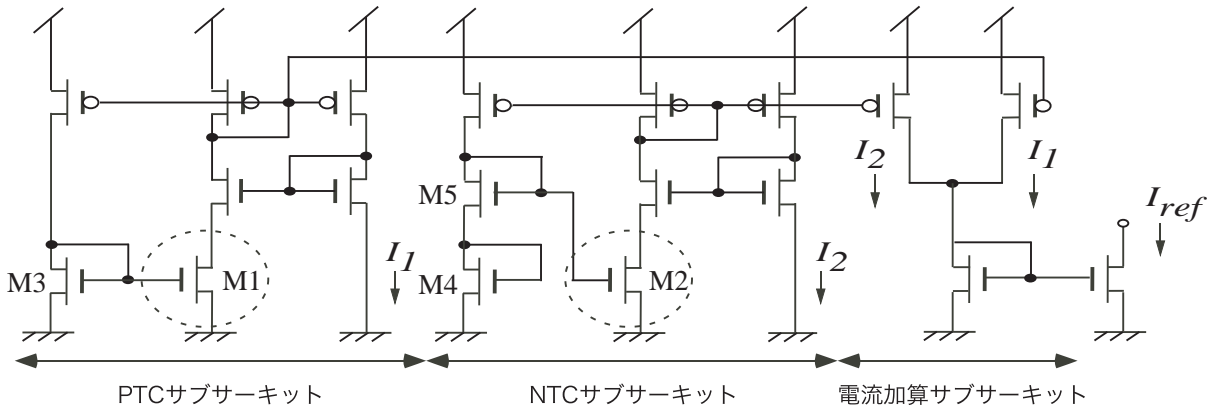 I2
I1
M5
Iref
M3
M1
I1
M4
M2
I2
PTCサブサーキット
NTCサブサーキット
電流加算サブサーキット